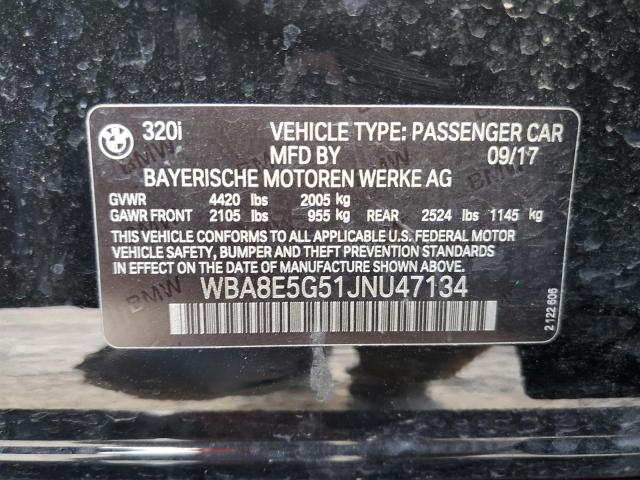 320i VEHICLE TYPE: PASSENGER CAR
MFD BY 09/17
BAYERISCHE MOTOREN WERKE AG
GVWR 4420 lbs 2005 kg
GAWR FRONT 2105 lbs 955 kg REAR 2524 lbs 1145 kg
THIS VEHICLE CONFORMS TO ALL APPLICABLE U.S. FEDERAL MOTOR
VEHICLE SAFETY, BUMPER AND THEFT PREVENTION STANDARDS IN
EFFECT ON THE DATE OF MANUFACTURE SHOWN ABOVE.
WBA8E5G51JNU47134
2 122 606
BMW
BMW
BMW